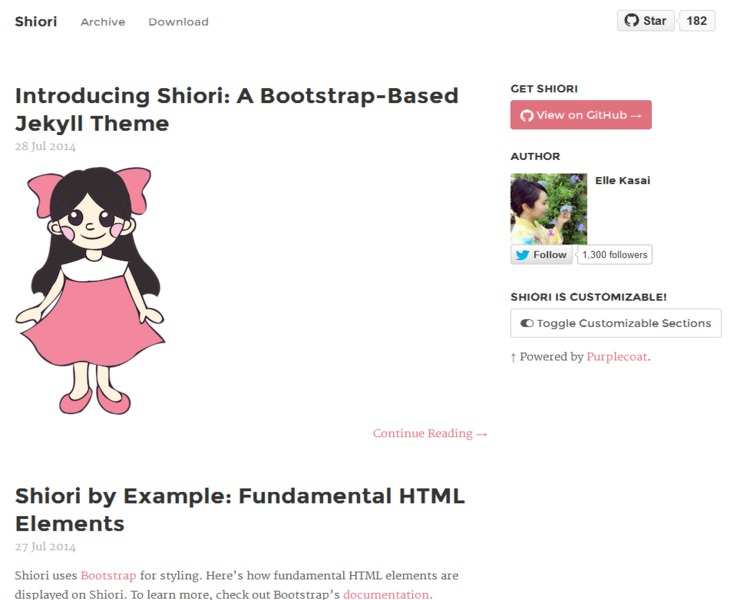 Shiori Archive Download Star 182
Introducing Shiori: A Bootstrap-Based
Jekyll Theme
28 Jul 2014
Continue Reading →
Shiori by Example: Fundamental HTML
Elements
27 Jul 2014
Shiori uses Bootstrap for styling. Here's how fundamental HTML elements are
displayed on Shiori. To learn more, check out Bootstrap's documentation.
GET SHIORI
View on GitHub →
AUTHOR
Elle Kasai
Follow 1,300 followers
SHIORI IS CUSTOMIZABLE!
Toggle Customizable Sections
↑ Powered by Purplecoat.